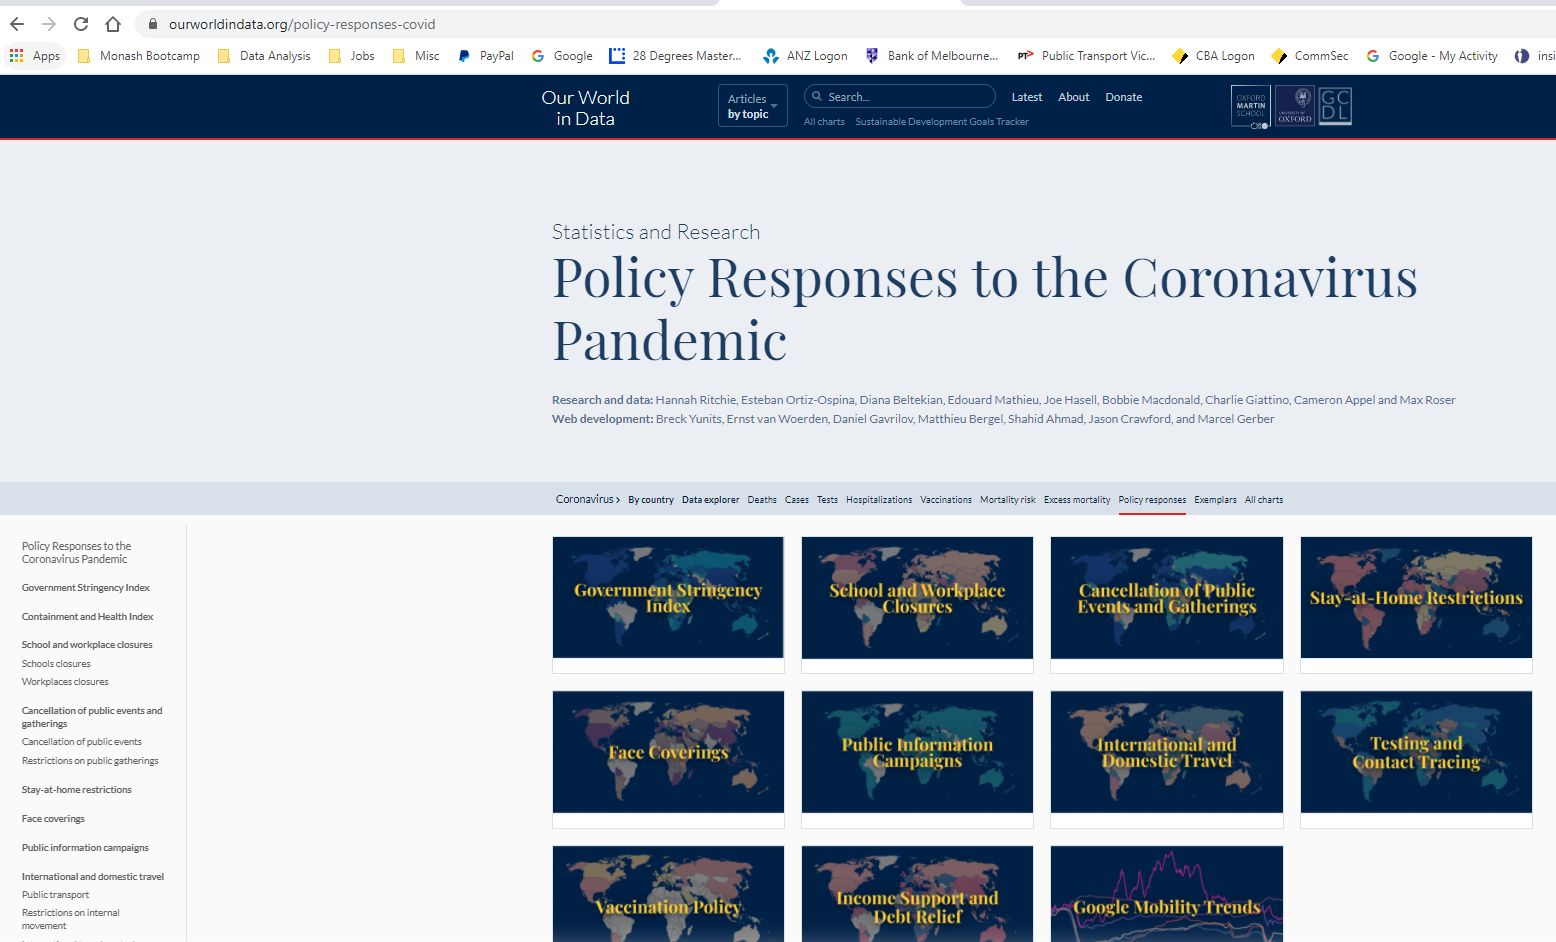 ourworldindata.org/policy-responses-covid
Apps Monash Bootcamp Data Analysis Jobs Misc PayPal Google 28 Degrees Master... ANZ Logon Bank of Melbourne... Public Transport Vic... CBA Logon CommSec Google - My Activity insi
Our World
in Data
Articles
by topic
Search...
Latest About Donate
All charts Sustainable Development Goals Tracker
OXFORD
MARTIN
SCHOOL
UNIVERSITY OF
OXFORD
GC
DL
Statistics and Research
Policy Responses to the Coronavirus
Pandemic
Research and data: Hannah Ritchie, Esteban Ortiz-Ospina, Diana Beltekian, Edouard Mathieu, Joe Hasell, Bobbie Macdonald, Charlie Giattino, Cameron Appel and Max Roser
Web development: Breck Yunits, Ernst van Woerden, Daniel Gavrilov, Matthieu Bergel, Shahid Ahmad, Jason Crawford, and Marcel Gerber
Coronavirus > By country Data explorer Deaths Cases Tests Hospitalizations Vaccinations Mortality risk Excess mortality Policy responses Exemplars All charts
Policy Responses to the
Coronavirus Pandemic
Government Stringency Index
Containment and Health Index
School and workplace closures
Schools closures
Workplaces closures
Cancellation of public events and
gatherings
Cancellation of public events
Restrictions on public gatherings
Stay-at-home restrictions
Face coverings
Public information campaigns
International and domestic travel
Public transport
Restrictions on internal
movement
Government Stringency
Index
School and Workplace
Closures
Cancellation of Public
Events and Gatherings
Stay-at-Home Restrictions
Face Coverings
Public Information
Campaigns
International and
Domestic Travel
Testing and
Contact Tracing
Vaccination Policy
Income Support and
Debt Relief
Google Mobility Trends